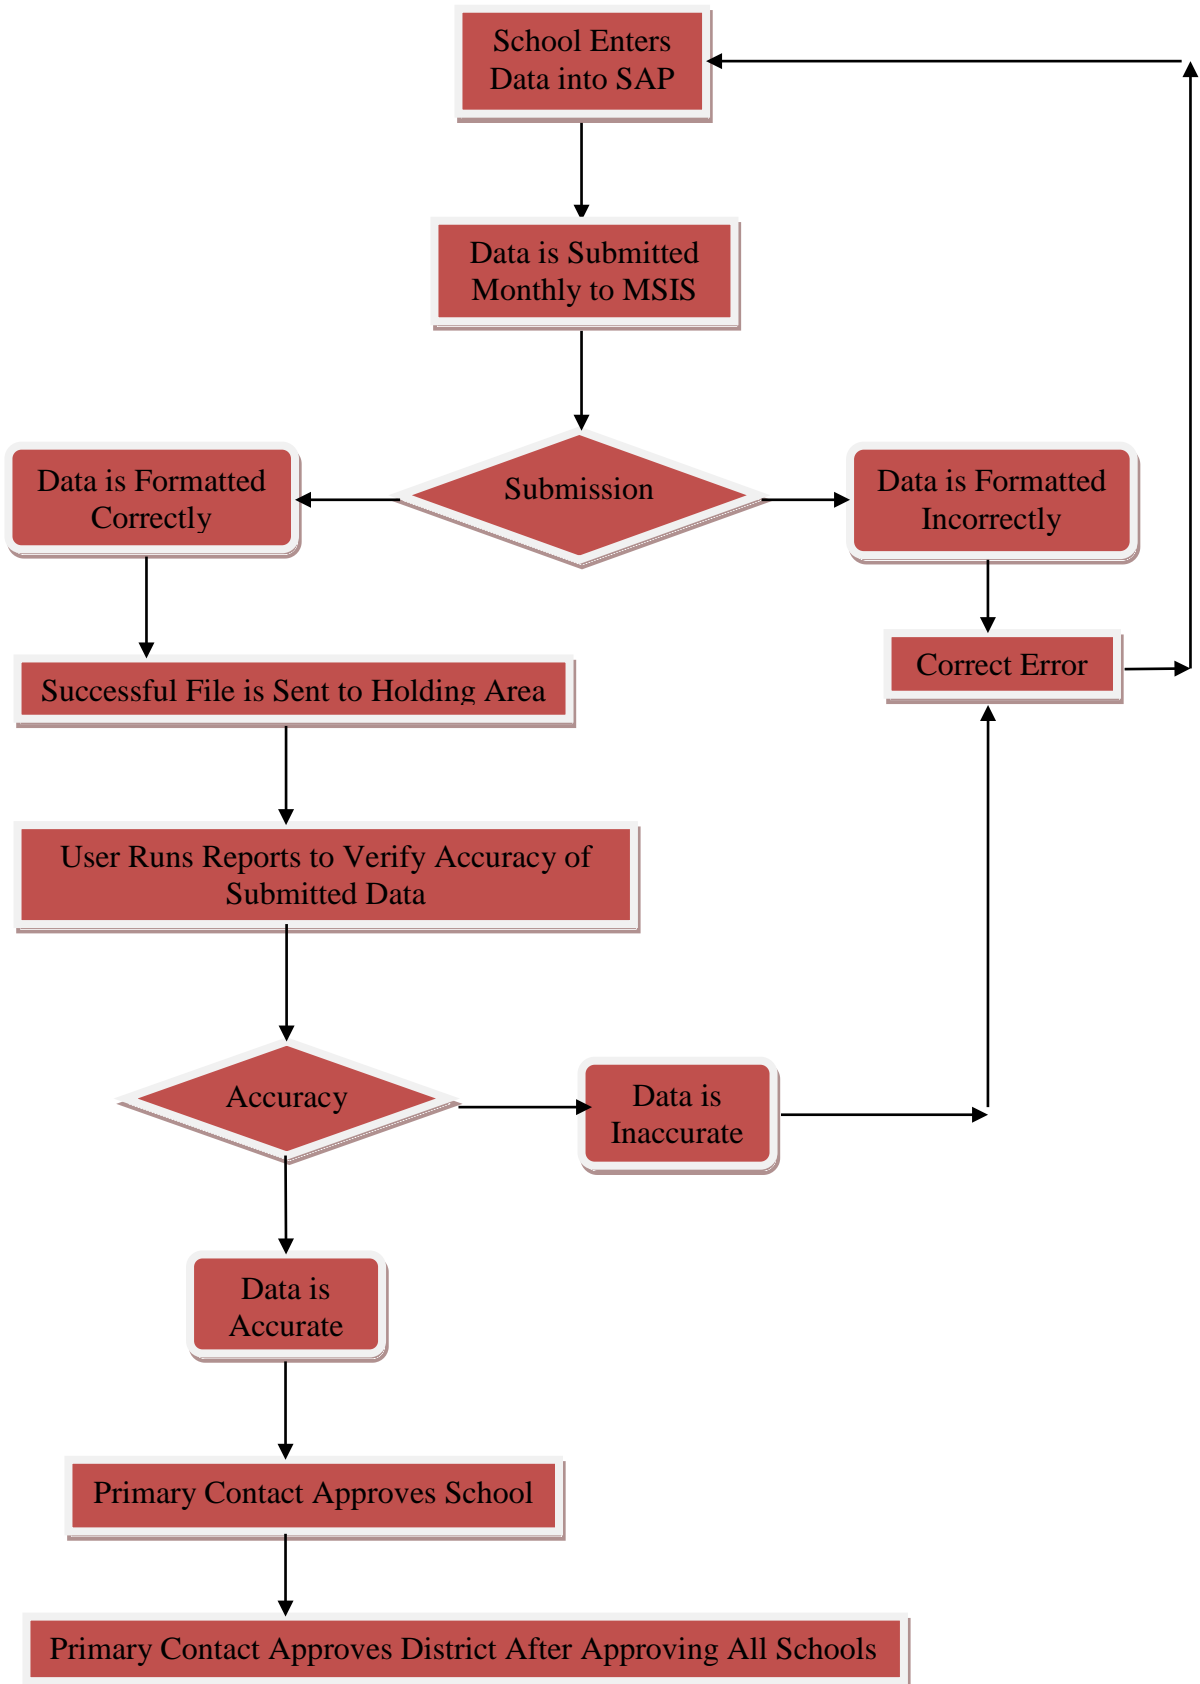 School Enters
Data into SAP
Data is Submitted
Monthly to MSIS
Submission
Data is Formatted
Correctly
Data is Formatted
Incorrectly
Correct Error
Successful File is Sent to Holding Area
User Runs Reports to Verify Accuracy of
Submitted Data
Accuracy
Data is
Inaccurate
Data is
Accurate
Primary Contact Approves School
Primary Contact Approves District After Approving All Schools